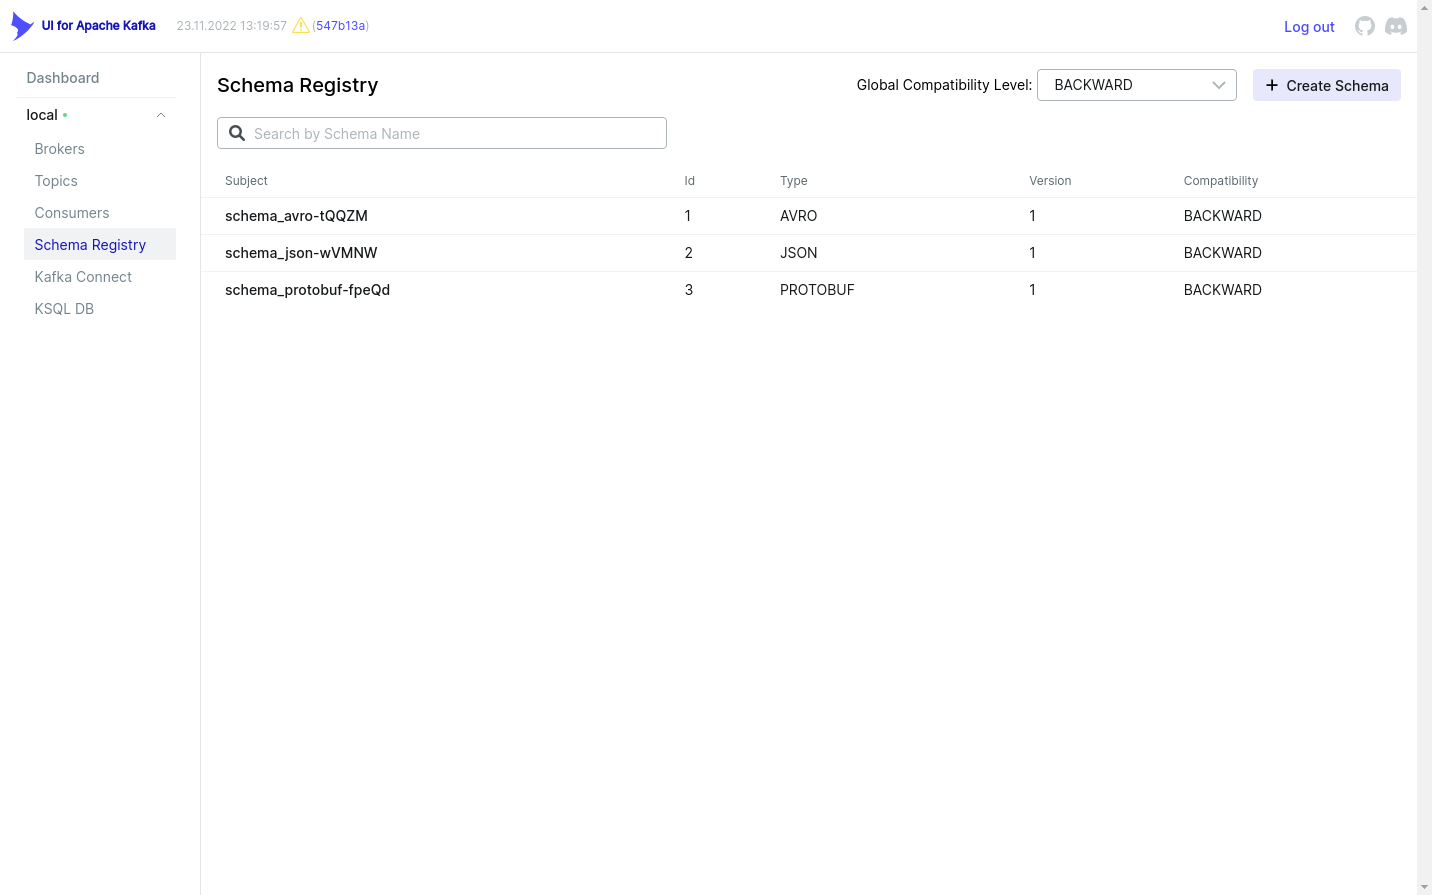 UI for Apache Kafka 23.11.2022 13:19:57 (547b13a) Log out
Dashboard
local
Brokers
Topics
Consumers
Schema Registry
Kafka Connect
KSQL DB
Schema Registry Global Compatibility Level: BACKWARD Create Schema
Search by Schema Name
Subject Id Type Version Compatibility
schema_avro-tQQZM 1 AVRO 1 BACKWARD
schema_json-wVMNW 2 JSON 1 BACKWARD
schema_protobuf-fpeQd 3 PROTOBUF 1 BACKWARD